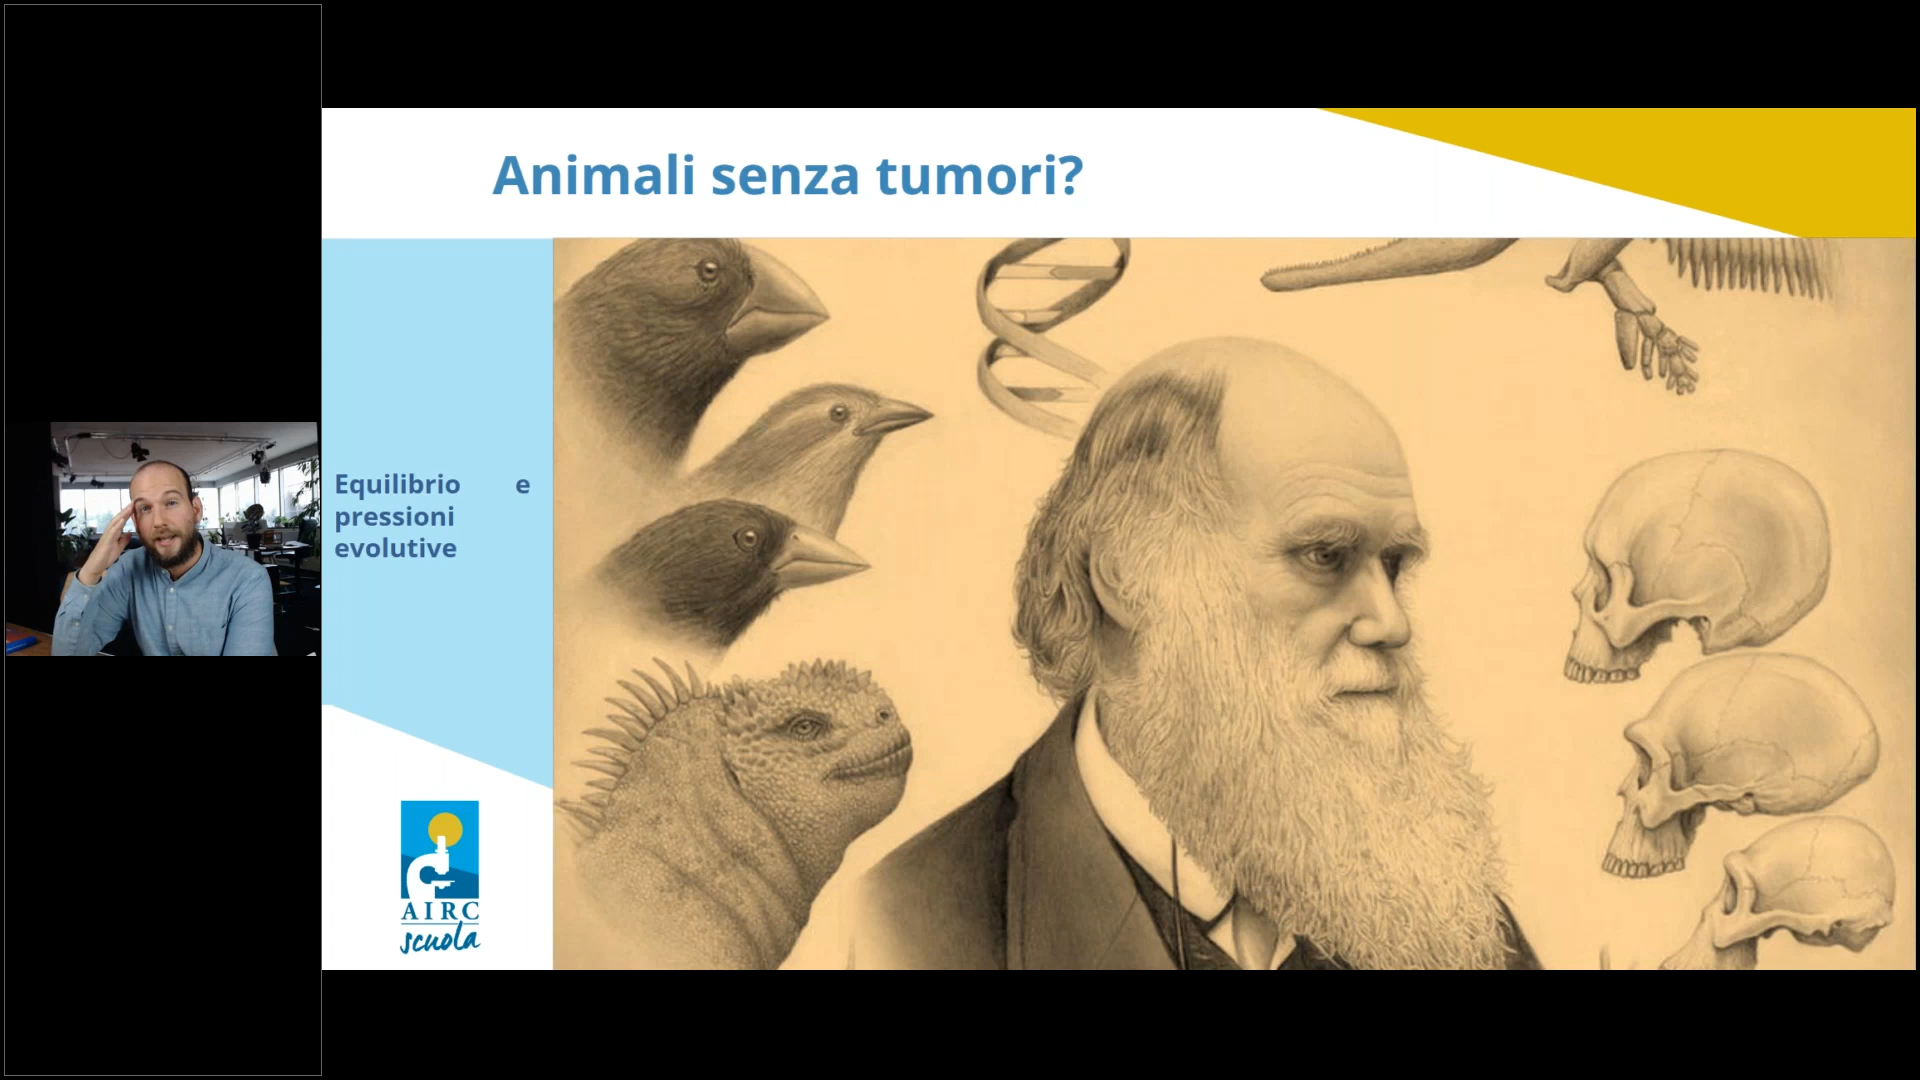 Animali senza tumori?
Equilibrio e
pressioni
evolutive
AIRC
scuola